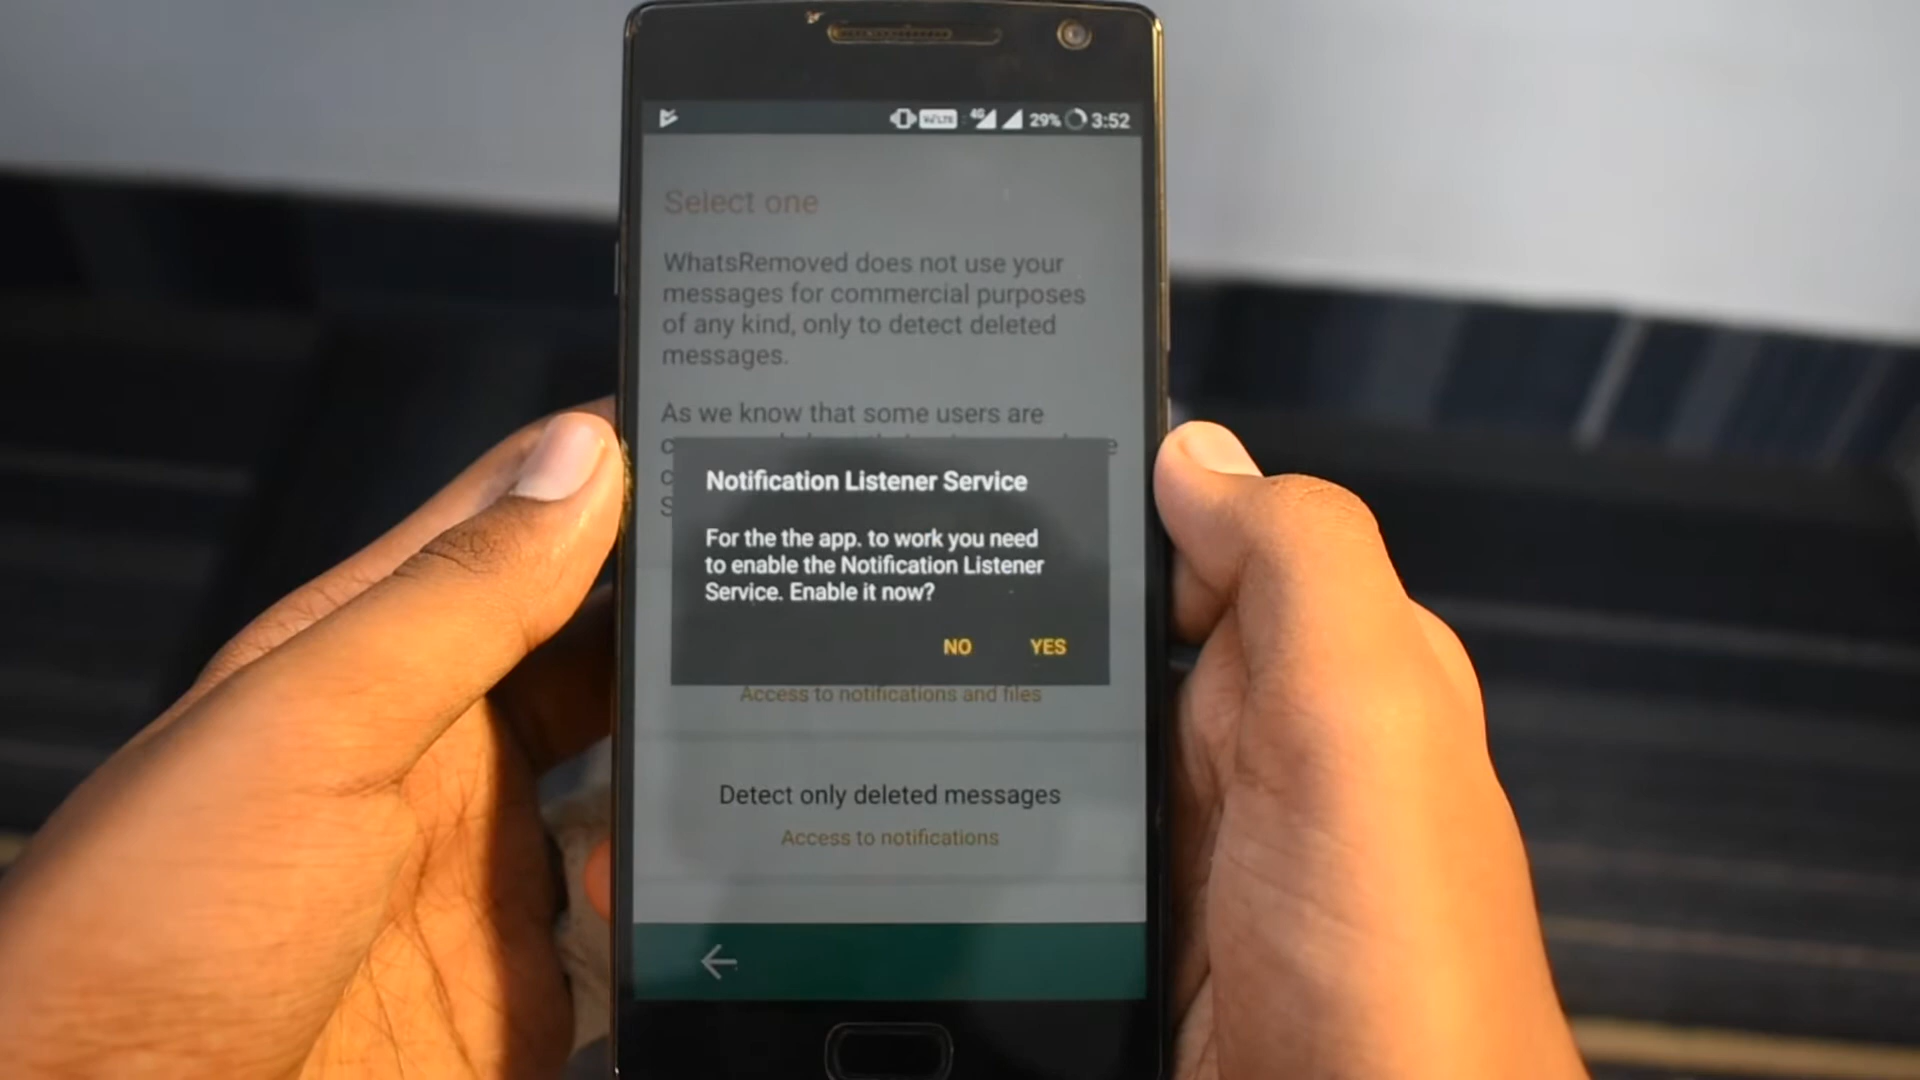 VoLTE 4G 29% 3:52
Select one
WhatsRemoved does not use your
messages for commercial purposes
of any kind, only to detect deleted
messages.
As we know that some users are
Notification Listener Service
For the the app. to work you need
to enable the Notification Listener
Service. Enable it now?
NO YES
Access to notifications and files
Detect only deleted messages
Access to notifications